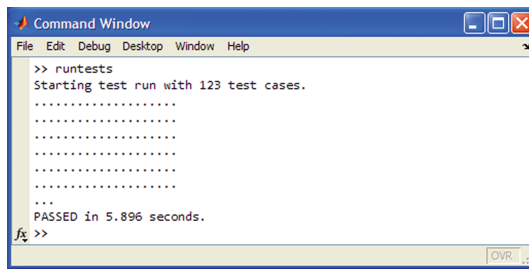 Command Window
File Edit Debug Desktop Window Help
>> runtests
Starting test run with 123 test cases.
....................
....................
....................
....................
....................
....................
...
PASSED in 5.896 seconds.
fx >>
OVR